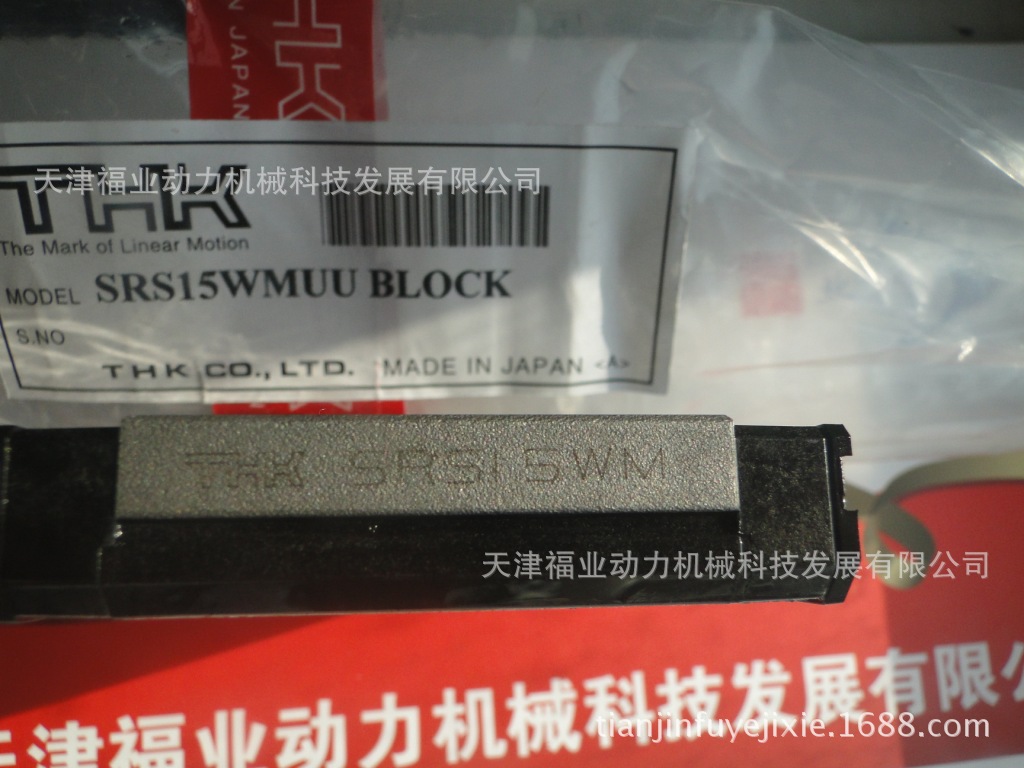 THK
IN JAPAN
THK
天津福业动力机械科技发展有限公司
The Mark of Linear Motion
MODEL SRS15WMUU BLOCK
S.NO
THK CO., LTD. MADE IN JAPAN <A>
THK SRS15WM
天津福业动力机械科技发展有限公司
天津福业动力机械科技发展有限公
tianjinfuyejixie.1688.com